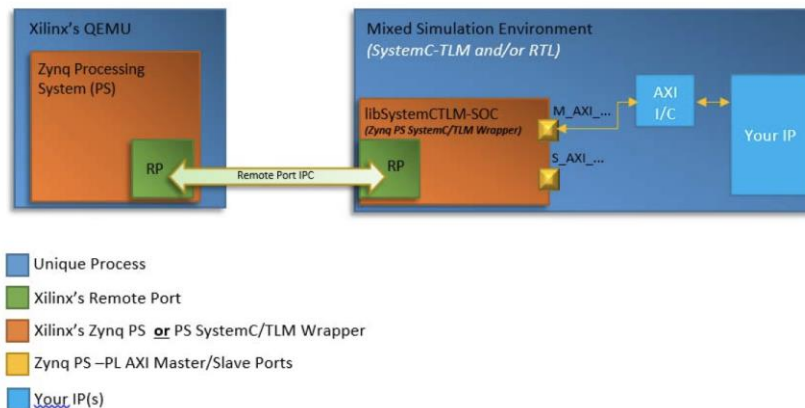 Xilinx's QEMU
Zynq Processing
System (PS)
RP
Remote Port IPC
Mixed Simulation Environment
(SystemC-TLM and/or RTL)
libSystemCTLM-SOC
(Zynq PS SystemC/TLM Wrapper)
RP
M_AXI_...
S_AXI_...
AXI
I/C
Your IP
Unique Process
Xilinx's Remote Port
Xilinx's Zynq PS or PS SystemC/TLM Wrapper
Zynq PS –PL AXI Master/Slave Ports
Your IP(s)